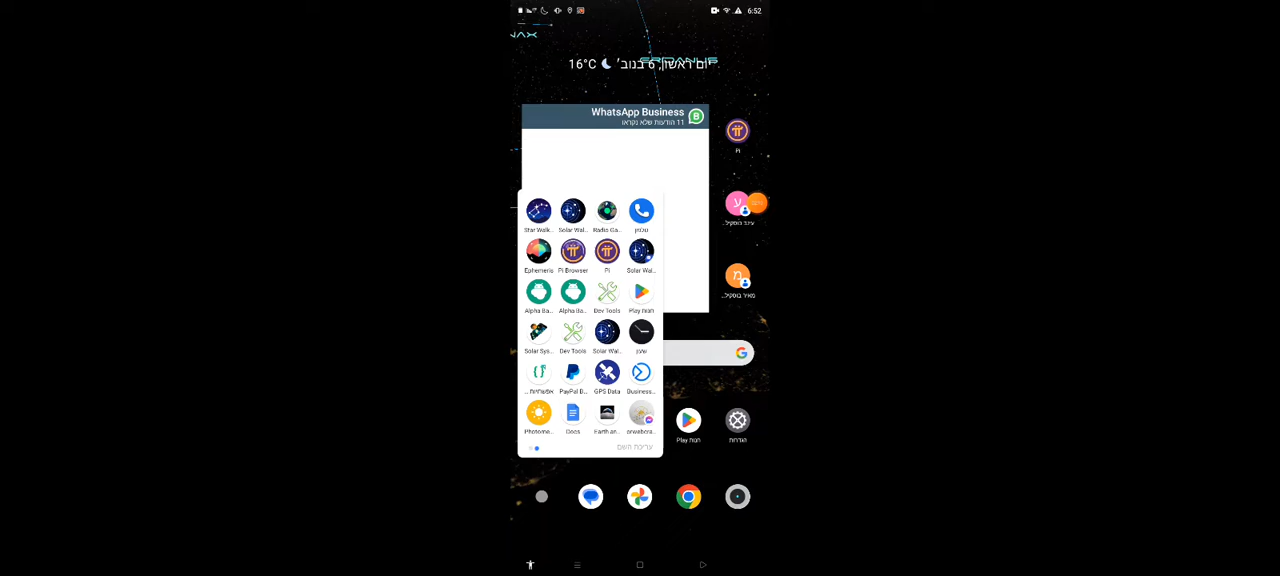 6:52
יום ראשון, 6 בנוב׳ 16°C
WhatsApp Business
11 הודעות שלא נקראו
Pi
Star Walk...
Solar Wal...
Radio Ga...
טלפון
Ephemeris
Pi Browser
Pi
Solar Wal...
Alpha Ba...
Alpha Ba...
Dev Tools
חנות Play
Solar Sys...
Dev Tools
Solar Wal...
שעון
PayPal B...
GPS Data
Business...
Photome...
Docs
Earth an...
עריכת השם:
חנות Play
הגדרות